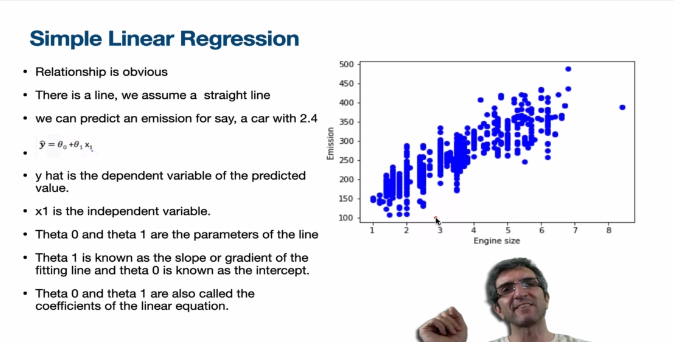 Simple Linear Regression
• Relationship is obvious
• There is a line, we assume a straight line
• we can predict an emission for say, a car with 2.4
• ŷ = θ₀ +θ₁ x₁
• y hat is the dependent variable of the predicted
value.
• x1 is the independent variable.
• Theta 0 and theta 1 are the parameters of the line
• Theta 1 is known as the slope or gradient of the
fitting line and theta 0 is known as the intercept.
• Theta 0 and theta 1 are also called the
coefficients of the linear equation.
500
450
400
350
300
250
200
150
100
Emission
1 2 3 4 5 6 7 8
Engine size